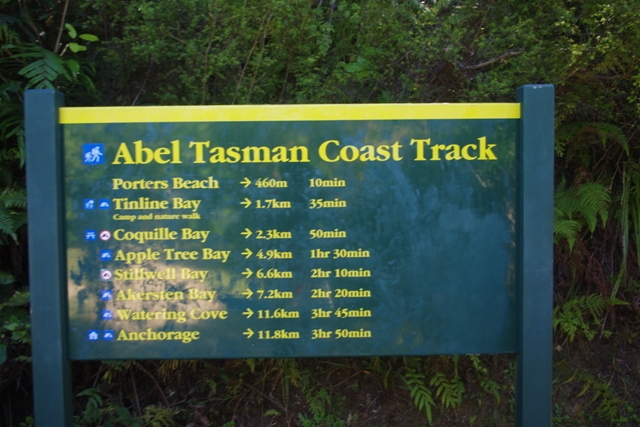 Abel Tasman Coast Track
Porters Beach → 460m 10min
Tinline Bay → 1.7km 35min
Camp and nature walk
Coquille Bay → 2.3km 50min
Apple Tree Bay → 4.9km 1hr 30min
Stillwell Bay → 6.6km 2hr 10min
Akersten Bay → 7.2km 2hr 20min
Watering Cove → 11.6km 3hr 45min
Anchorage → 11.8km 3hr 50min